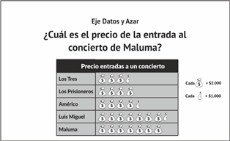 Eje Datos y Azar
¿Cuál es el precio de la entrada al
concierto de Maluma?
Precio entradas a un concierto
Los Tres
Los Prisioneros
Américo
Luis Miguel
Maluma
Cada = $2.000
Cada = $1.000